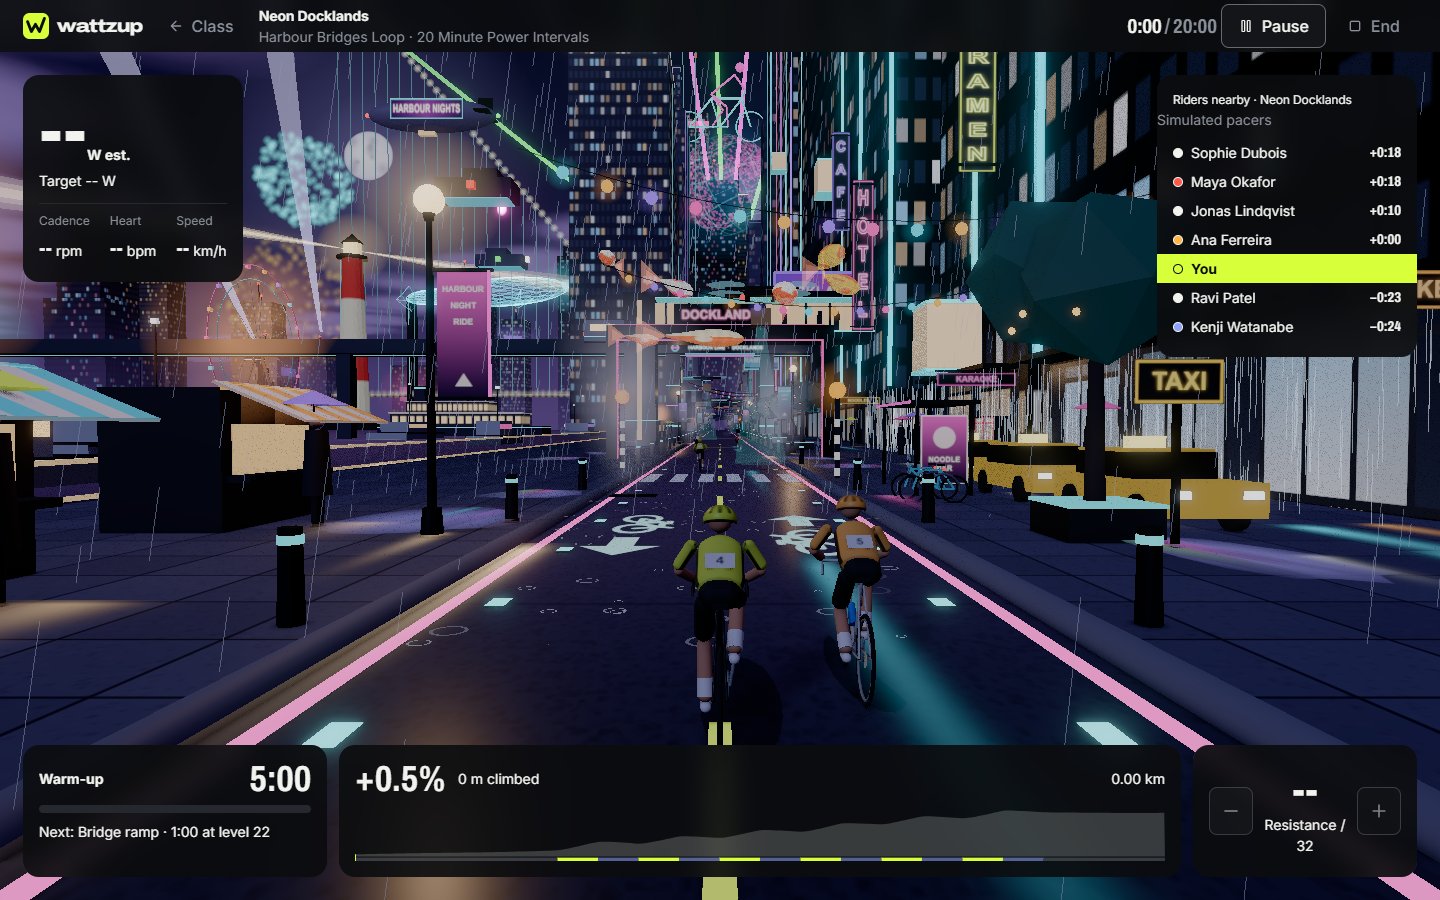 wattzup
Class
Neon Docklands
Harbour Bridges Loop · 20 Minute Power Intervals
0:00 / 20:00
Pause
End
-- W est.
Target -- W
Cadence Heart Speed
-- rpm -- bpm -- km/h
HARBOUR NIGHTS
RAMEN
CAFE
HOTEL
HARBOUR
NIGHT
RIDE
DOCKLAND
KARAOKE
TAXI
NOODLE
4
5
Riders nearby · Neon Docklands
Simulated pacers
Sophie Dubois +0:18
Maya Okafor +0:18
Jonas Lindqvist +0:10
Ana Ferreira +0:00
You
Ravi Patel −0:23
Kenji Watanabe −0:24
Warm-up 5:00
Next: Bridge ramp · 1:00 at level 22
+0.5% 0 m climbed 0.00 km
--
Resistance /
32